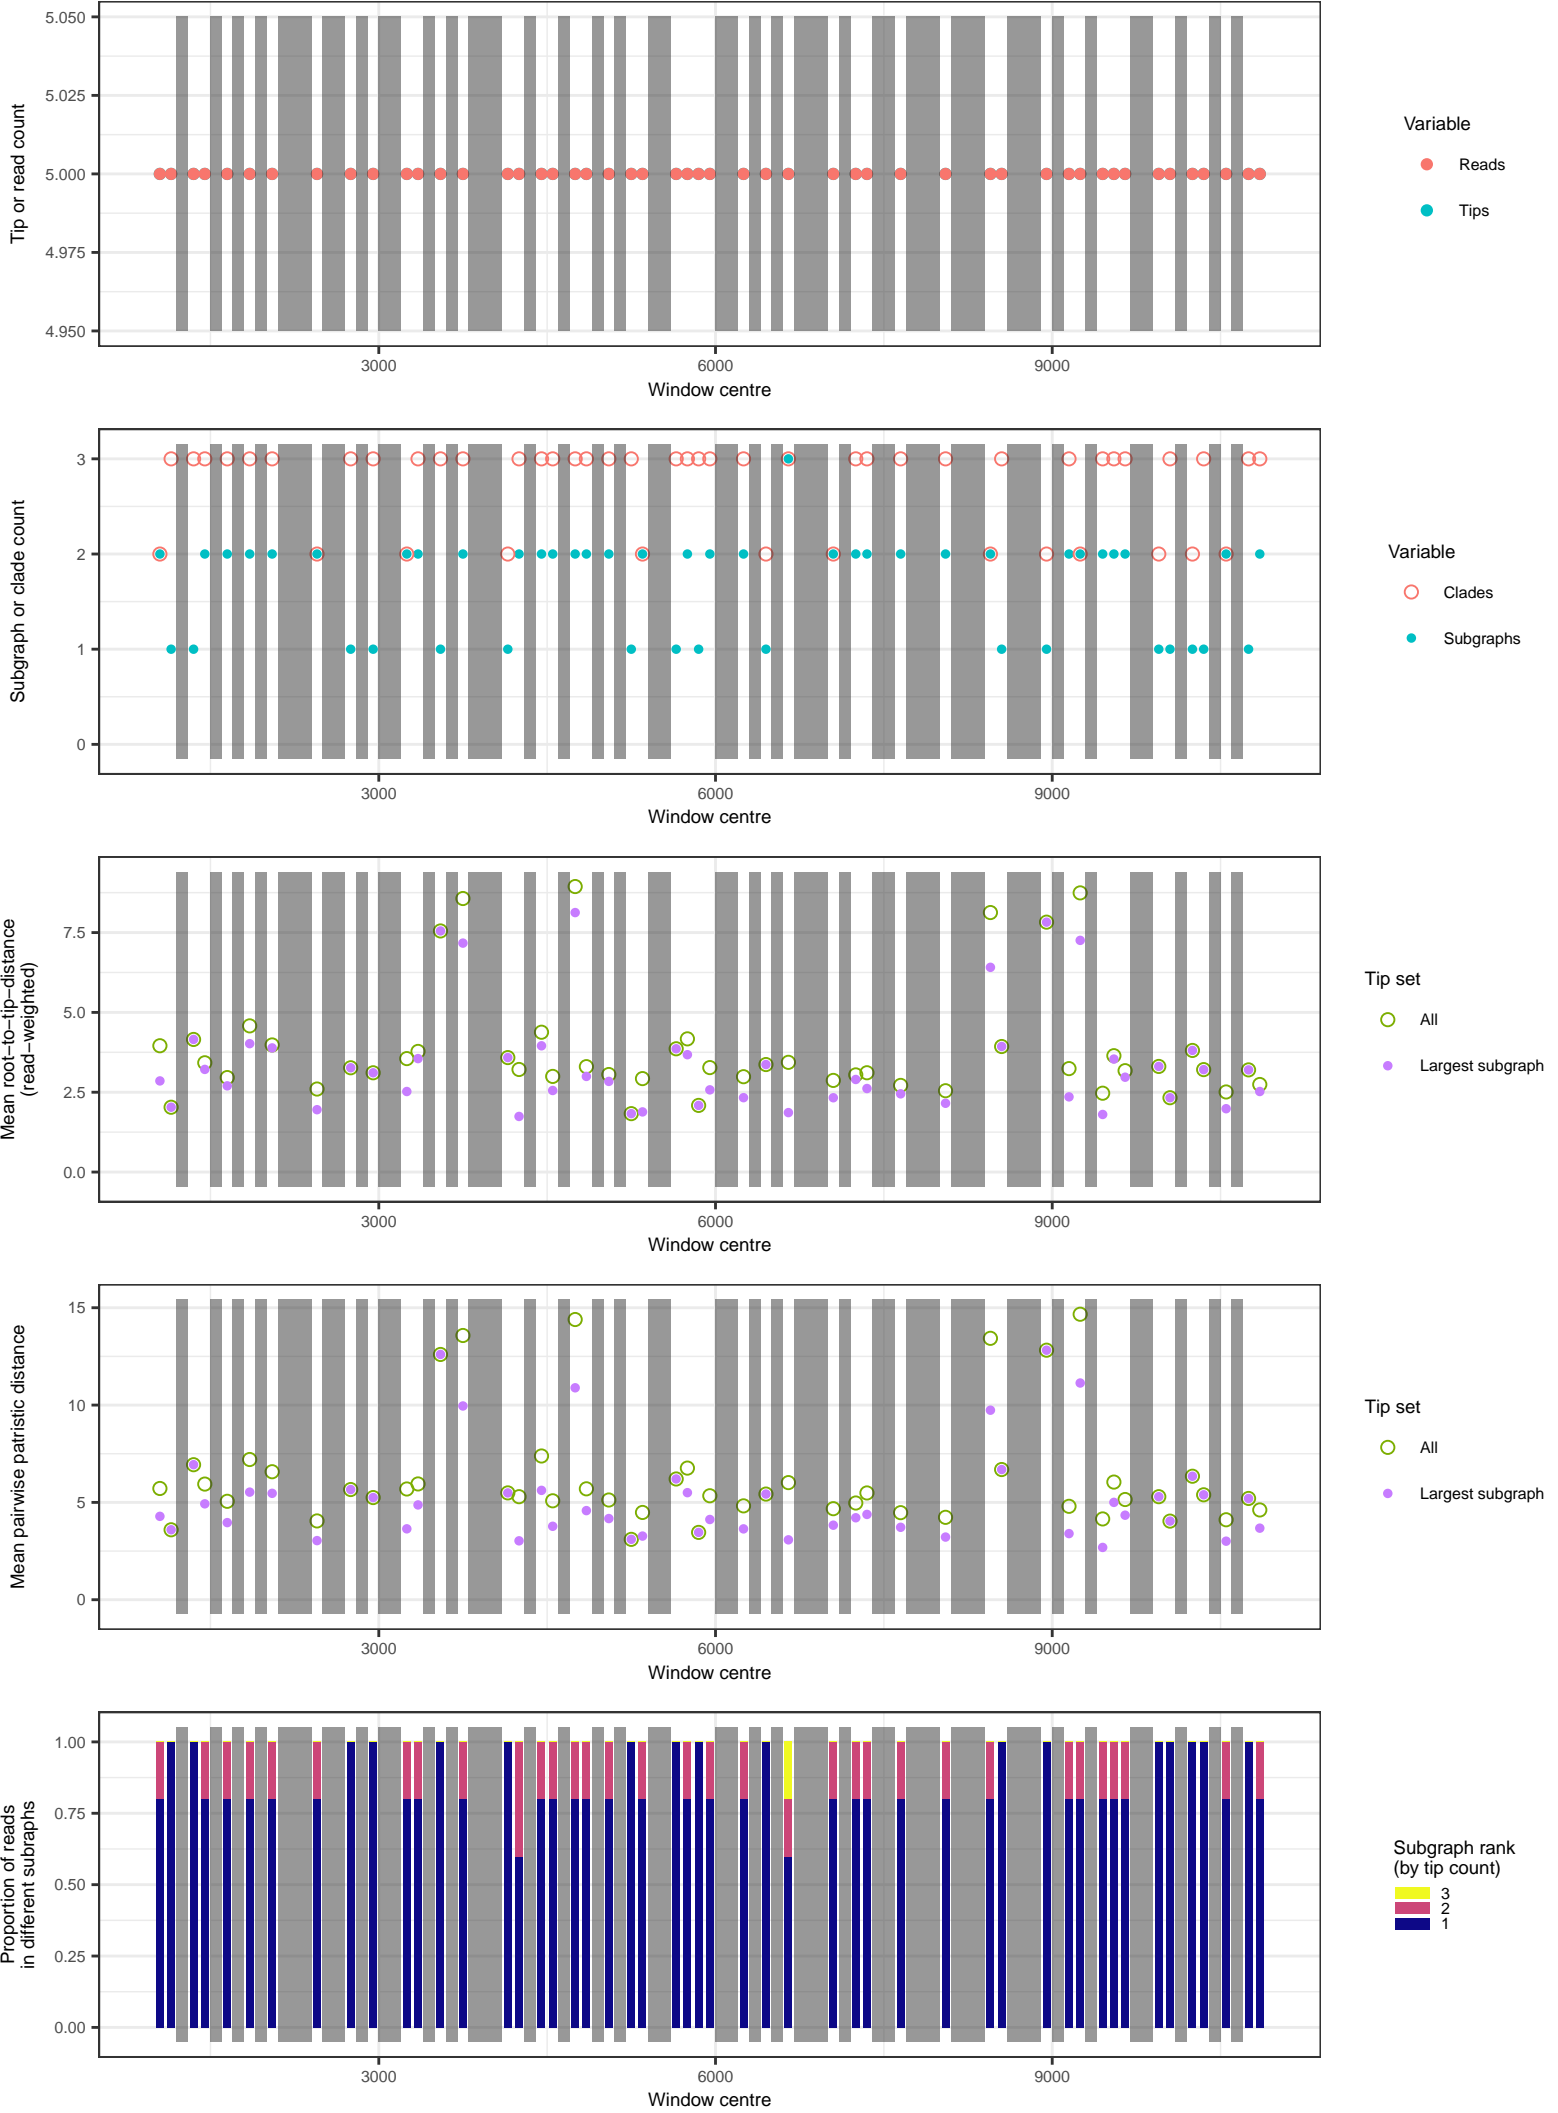 5.050
5.025
5.000
4.975
4.950
Tip or read count
3000
6000
9000
Window centre
Variable
Reads
Tips
3
2
1
0
Subgraph or clade count
3000
6000
9000
Window centre
Variable
Clades
Subgraphs
7.5
5.0
2.5
0.0
Mean root−to−tip−distance
(read−weighted)
3000
6000
9000
Window centre
Tip set
All
Largest subgraph
15
10
5
0
Mean pairwise patristic distance
3000
6000
9000
Window centre
Tip set
All
Largest subgraph
1.00
0.75
0.50
0.25
0.00
Proportion of reads
in different subraphs
3000
6000
9000
Window centre
Subgraph rank
(by tip count)
3
2
1